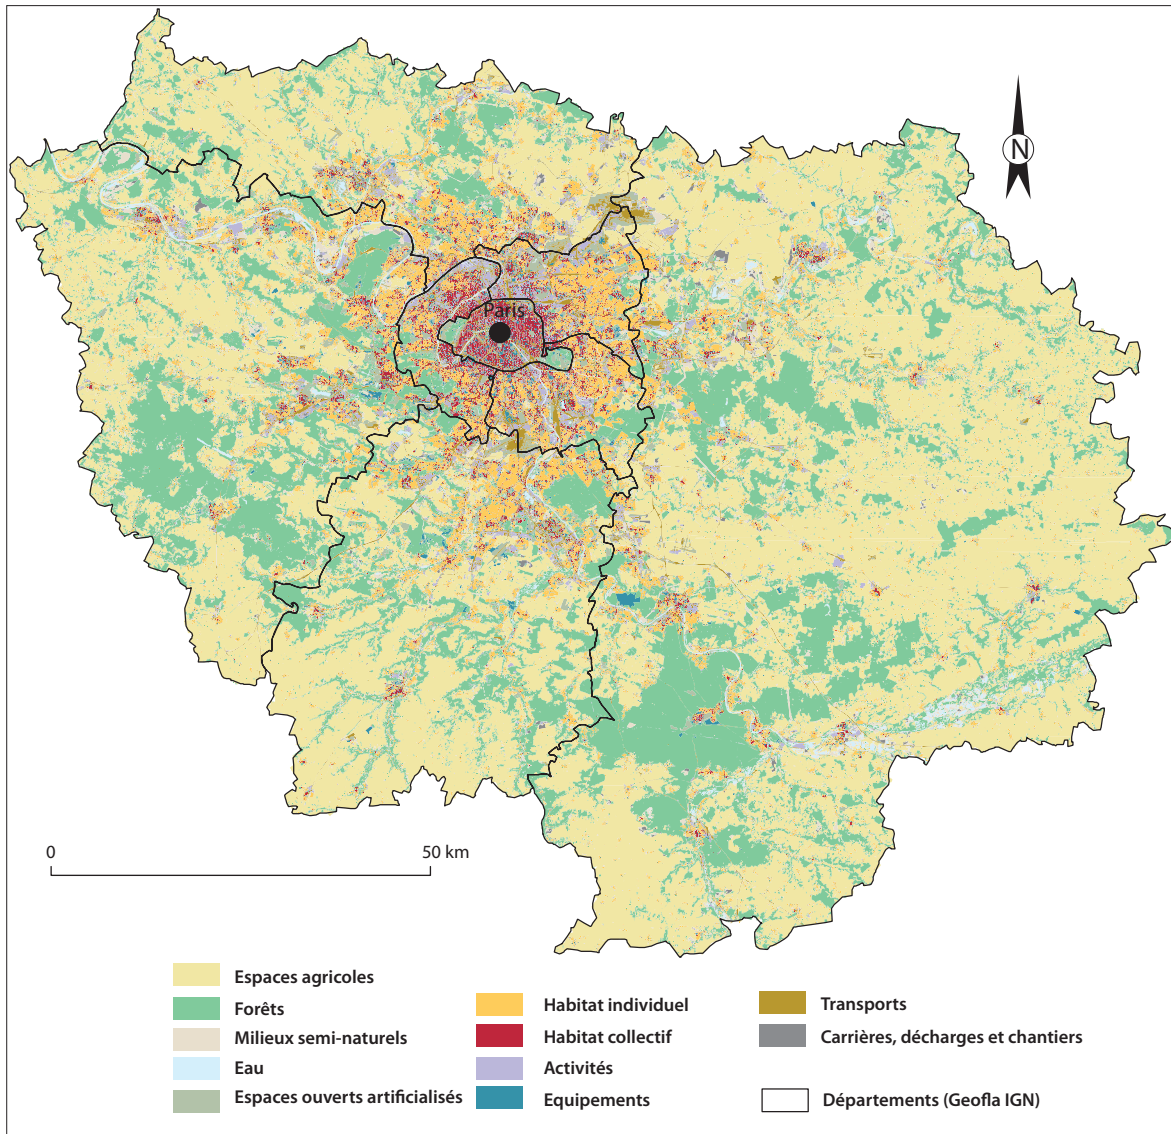 N
Paris
0
50 km
Espaces agricoles
Forêts
Milieux semi-naturels
Eau
Espaces ouverts artificialisés
Habitat individuel
Habitat collectif
Activités
Equipements
Transports
Carrières, décharges et chantiers
Départements (Geofla IGN)